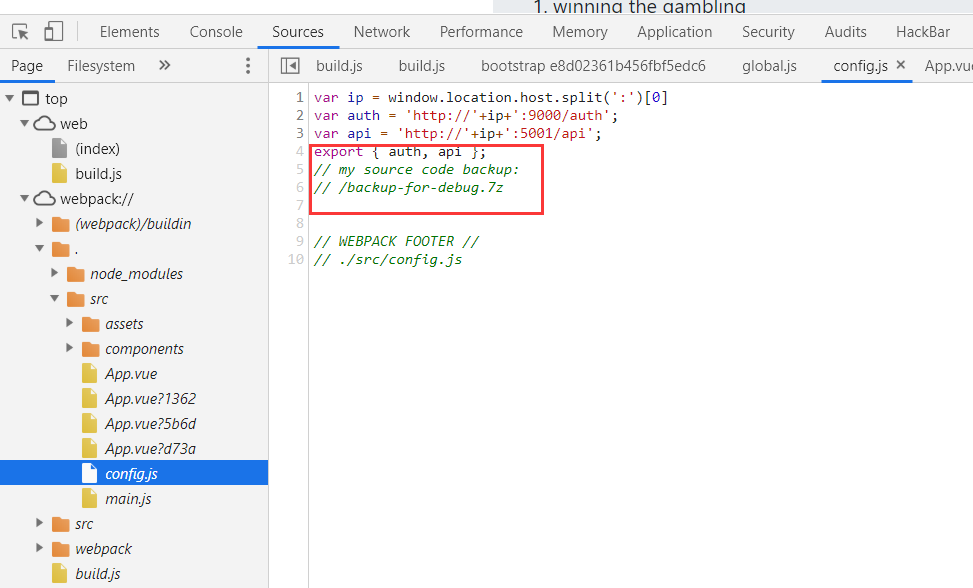 1. winning the gambling
Elements Console Sources Network Performance Memory Application Security Audits HackBar
Page Filesystem » build.js build.js bootstrap e8d02361b456fbf5edc6 global.js config.js × App.vu
top
web
(index)
build.js
webpack://
(webpack)/buildin
.
node_modules
src
assets
components
App.vue
App.vue?1362
App.vue?5b6d
App.vue?d73a
config.js
main.js
src
webpack
build.js
1 var ip = window.location.host.split(':')[0]
2 var auth = 'http://'+ip+':9000/auth';
3 var api = 'http://'+ip+':5001/api';
4 export { auth, api };
5 // my source code backup:
6 // /backup-for-debug.7z
7
8
9 // WEBPACK FOOTER //
10 // ./src/config.js